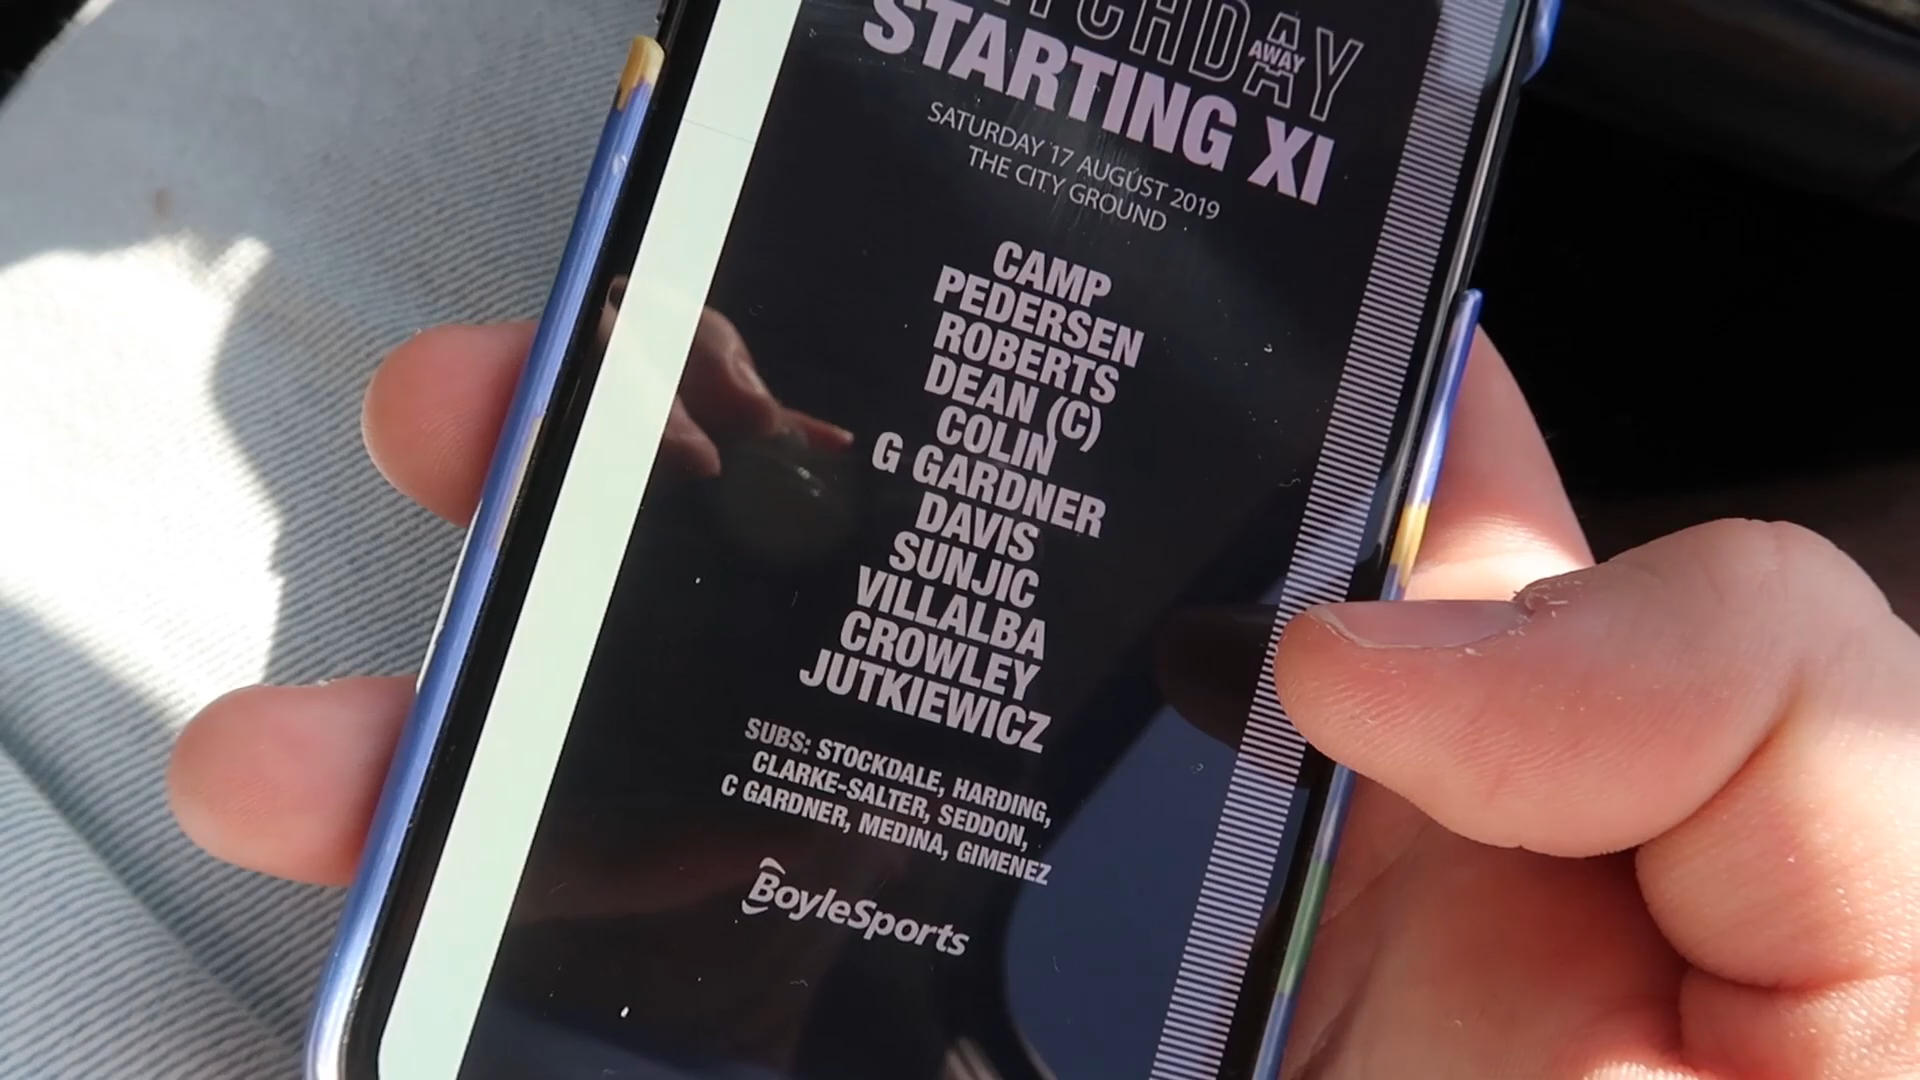 AWAY
STARTING XI
SATURDAY 17 AUGUST 2019
THE CITY GROUND
CAMP
PEDERSEN
ROBERTS
DEAN (C)
COLIN
G GARDNER
DAVIS
SUNJIC
VILLALBA
CROWLEY
JUTKIEWICZ
SUBS: STOCKDALE, HARDING,
CLARKE-SALTER, SEDDON,
C GARDNER, MEDINA, GIMENEZ
BoyleSports